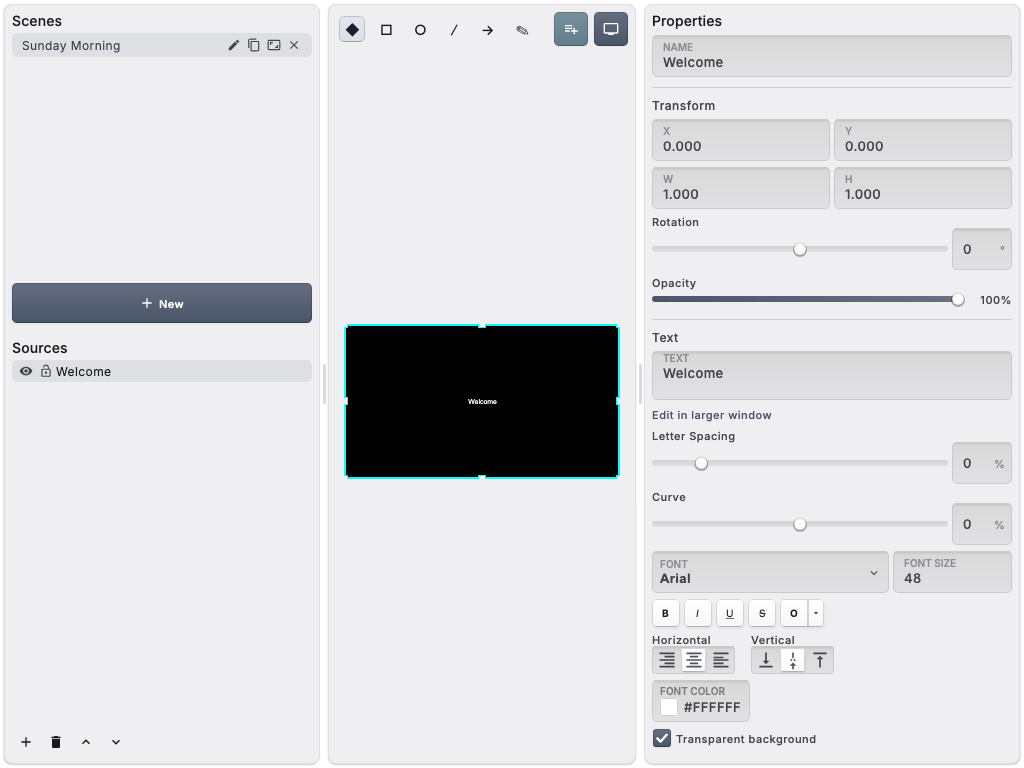 Scenes
Sunday Morning
New
Sources
Welcome
Welcome
Properties
NAME
Welcome
Transform
X
0.000
Y
0.000
W
1.000
H
1.000
Rotation
0 °
Opacity
100%
Text
TEXT
Welcome
Edit in larger window
Letter Spacing
0 %
Curve
0 %
FONT
Arial
FONT SIZE
48
B I U S O
Horizontal Vertical
FONT COLOR
#FFFFFF
Transparent background